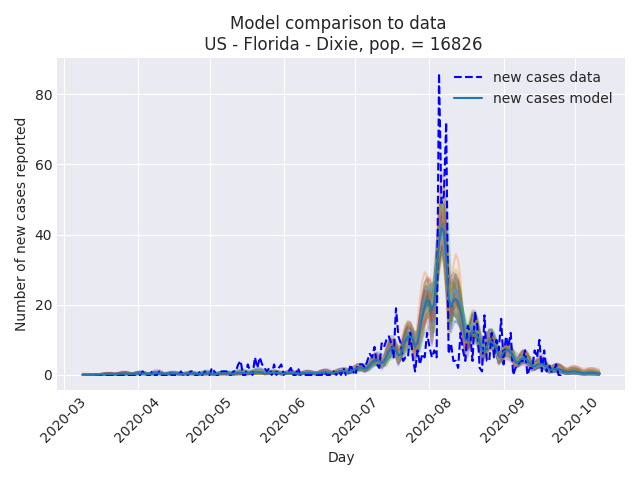 Model comparison to data
US - Florida - Dixie, pop. = 16826
new cases data
new cases model
Number of new cases reported
80
60
40
20
0
2020-03
2020-04
2020-05
2020-06
2020-07
2020-08
2020-09
2020-10
Day